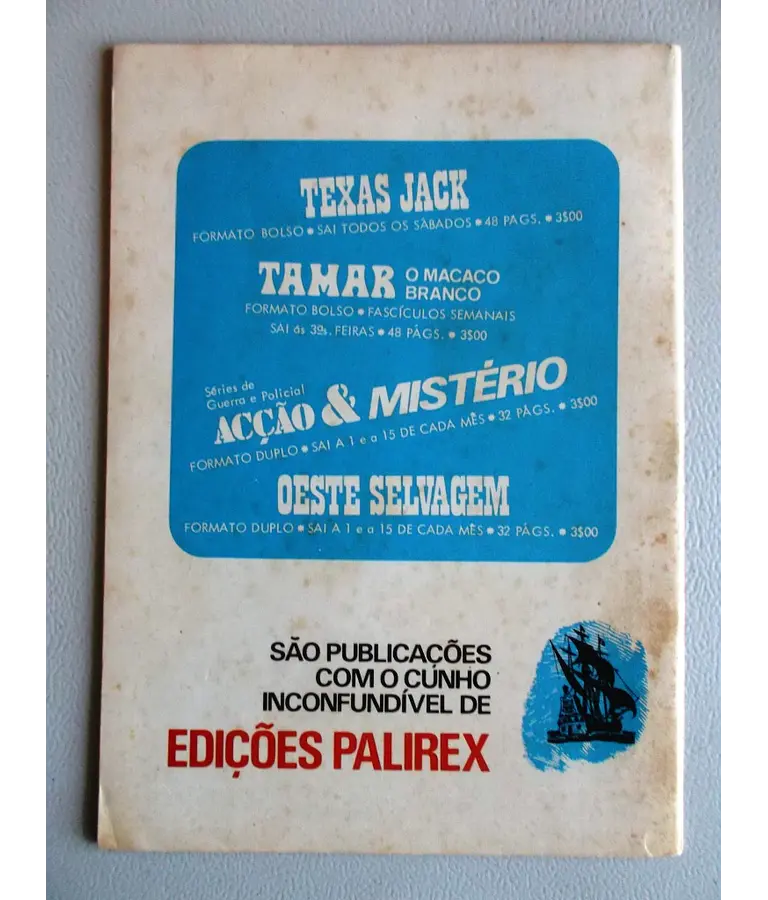 TEXAS JACK
FORMATO BOLSO • SAI TODOS OS SÁBADOS • 48 PAGS. • 3$00
TAMAR O MACACO
BRANCO
FORMATO BOLSO • FASCÍCULOS SEMANAIS
SAI ás 3as. FEIRAS • 48 PÁGS. • 3$00
Séries de
Guerra e Policial
ACÇÃO & MISTÉRIO
FORMATO DUPLO • SAI A 1 e a 15 DE CADA MÊS • 32 PÁGS. • 3$00
OESTE SELVAGEM
FORMATO DUPLO • SAI A 1 e a 15 DE CADA MÊS • 32 PÁGS. • 3$00
SÃO PUBLICAÇÕES
COM O CUNHO
INCONFUNDÍVEL DE
EDIÇÕES PALIREX